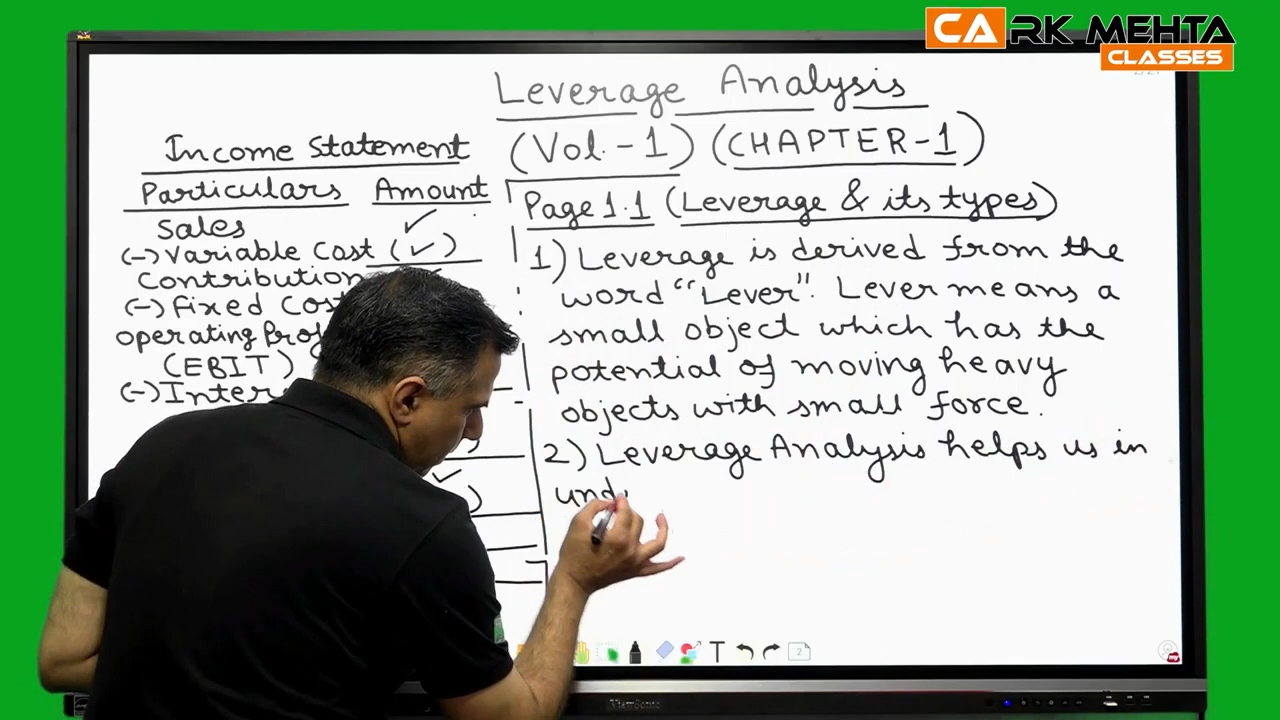 CA RK MEHTA
CLASSES
Leverage Analysis
(Vol.-1) (CHAPTER-1)
Income Statement
Particulars Amount
Sales
(-) Variable Cost (✓)
Contribution
(-) Fixed Cost
operating Prof
(EBIT)
(-) Inter
Page 1.1 (Leverage & its types)
1) Leverage is derived from the
word "Lever". Lever means a
small object which has the
potential of moving heavy
objects with small force.
2) Leverage Analysis helps us in
und
T
2
ViewSonic